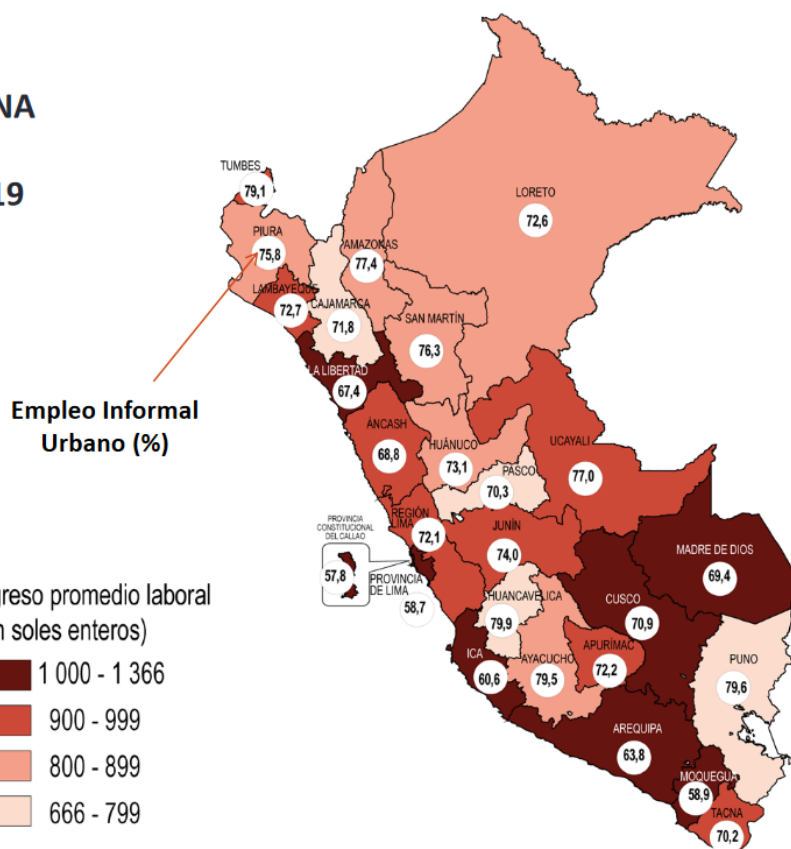 NA
19
TUMBES
79,1
PIURA
75,8
LORETO
72,6
AMAZONAS
77,4
LAMBAYEQUE
72,7
CAJAMARCA
71,8
SAN MARTÍN
76,3
LA LIBERTAD
67,4
Empleo Informal
Urbano (%)
ÁNCASH
68,8
HUÁNUCO
73,1
UCAYALI
77,0
PASCO
70,3
REGIÓN
LIMA
72,1
JUNÍN
74,0
PROVINCIA
CONSTITUCIONAL
DEL CALLAO
57,8
PROVINCIA
DE LIMA
58,7
MADRE DE DIOS
69,4
HUANCAVELICA
79,9
CUSCO
70,9
ICA
60,6
AYACUCHO
79,5
APURÍMAC
72,2
PUNO
79,6
AREQUIPA
63,8
MOQUEGUA
58,9
TACNA
70,2
greso promedio laboral
n soles enteros)
1 000 - 1 366
900 - 999
800 - 899
666 - 799